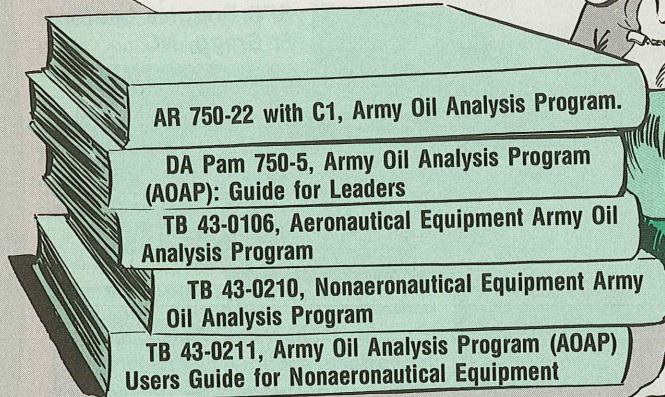 AR 750-22 with C1, Army Oil Analysis Program.
DA Pam 750-5, Army Oil Analysis Program
(AOAP): Guide for Leaders
TB 43-0106, Aeronautical Equipment Army Oil
Analysis Program
TB 43-0210, Nonaeronautical Equipment Army
Oil Analysis Program
TB 43-0211, Army Oil Analysis Program (AOAP)
Users Guide for Nonaeronautical Equipment